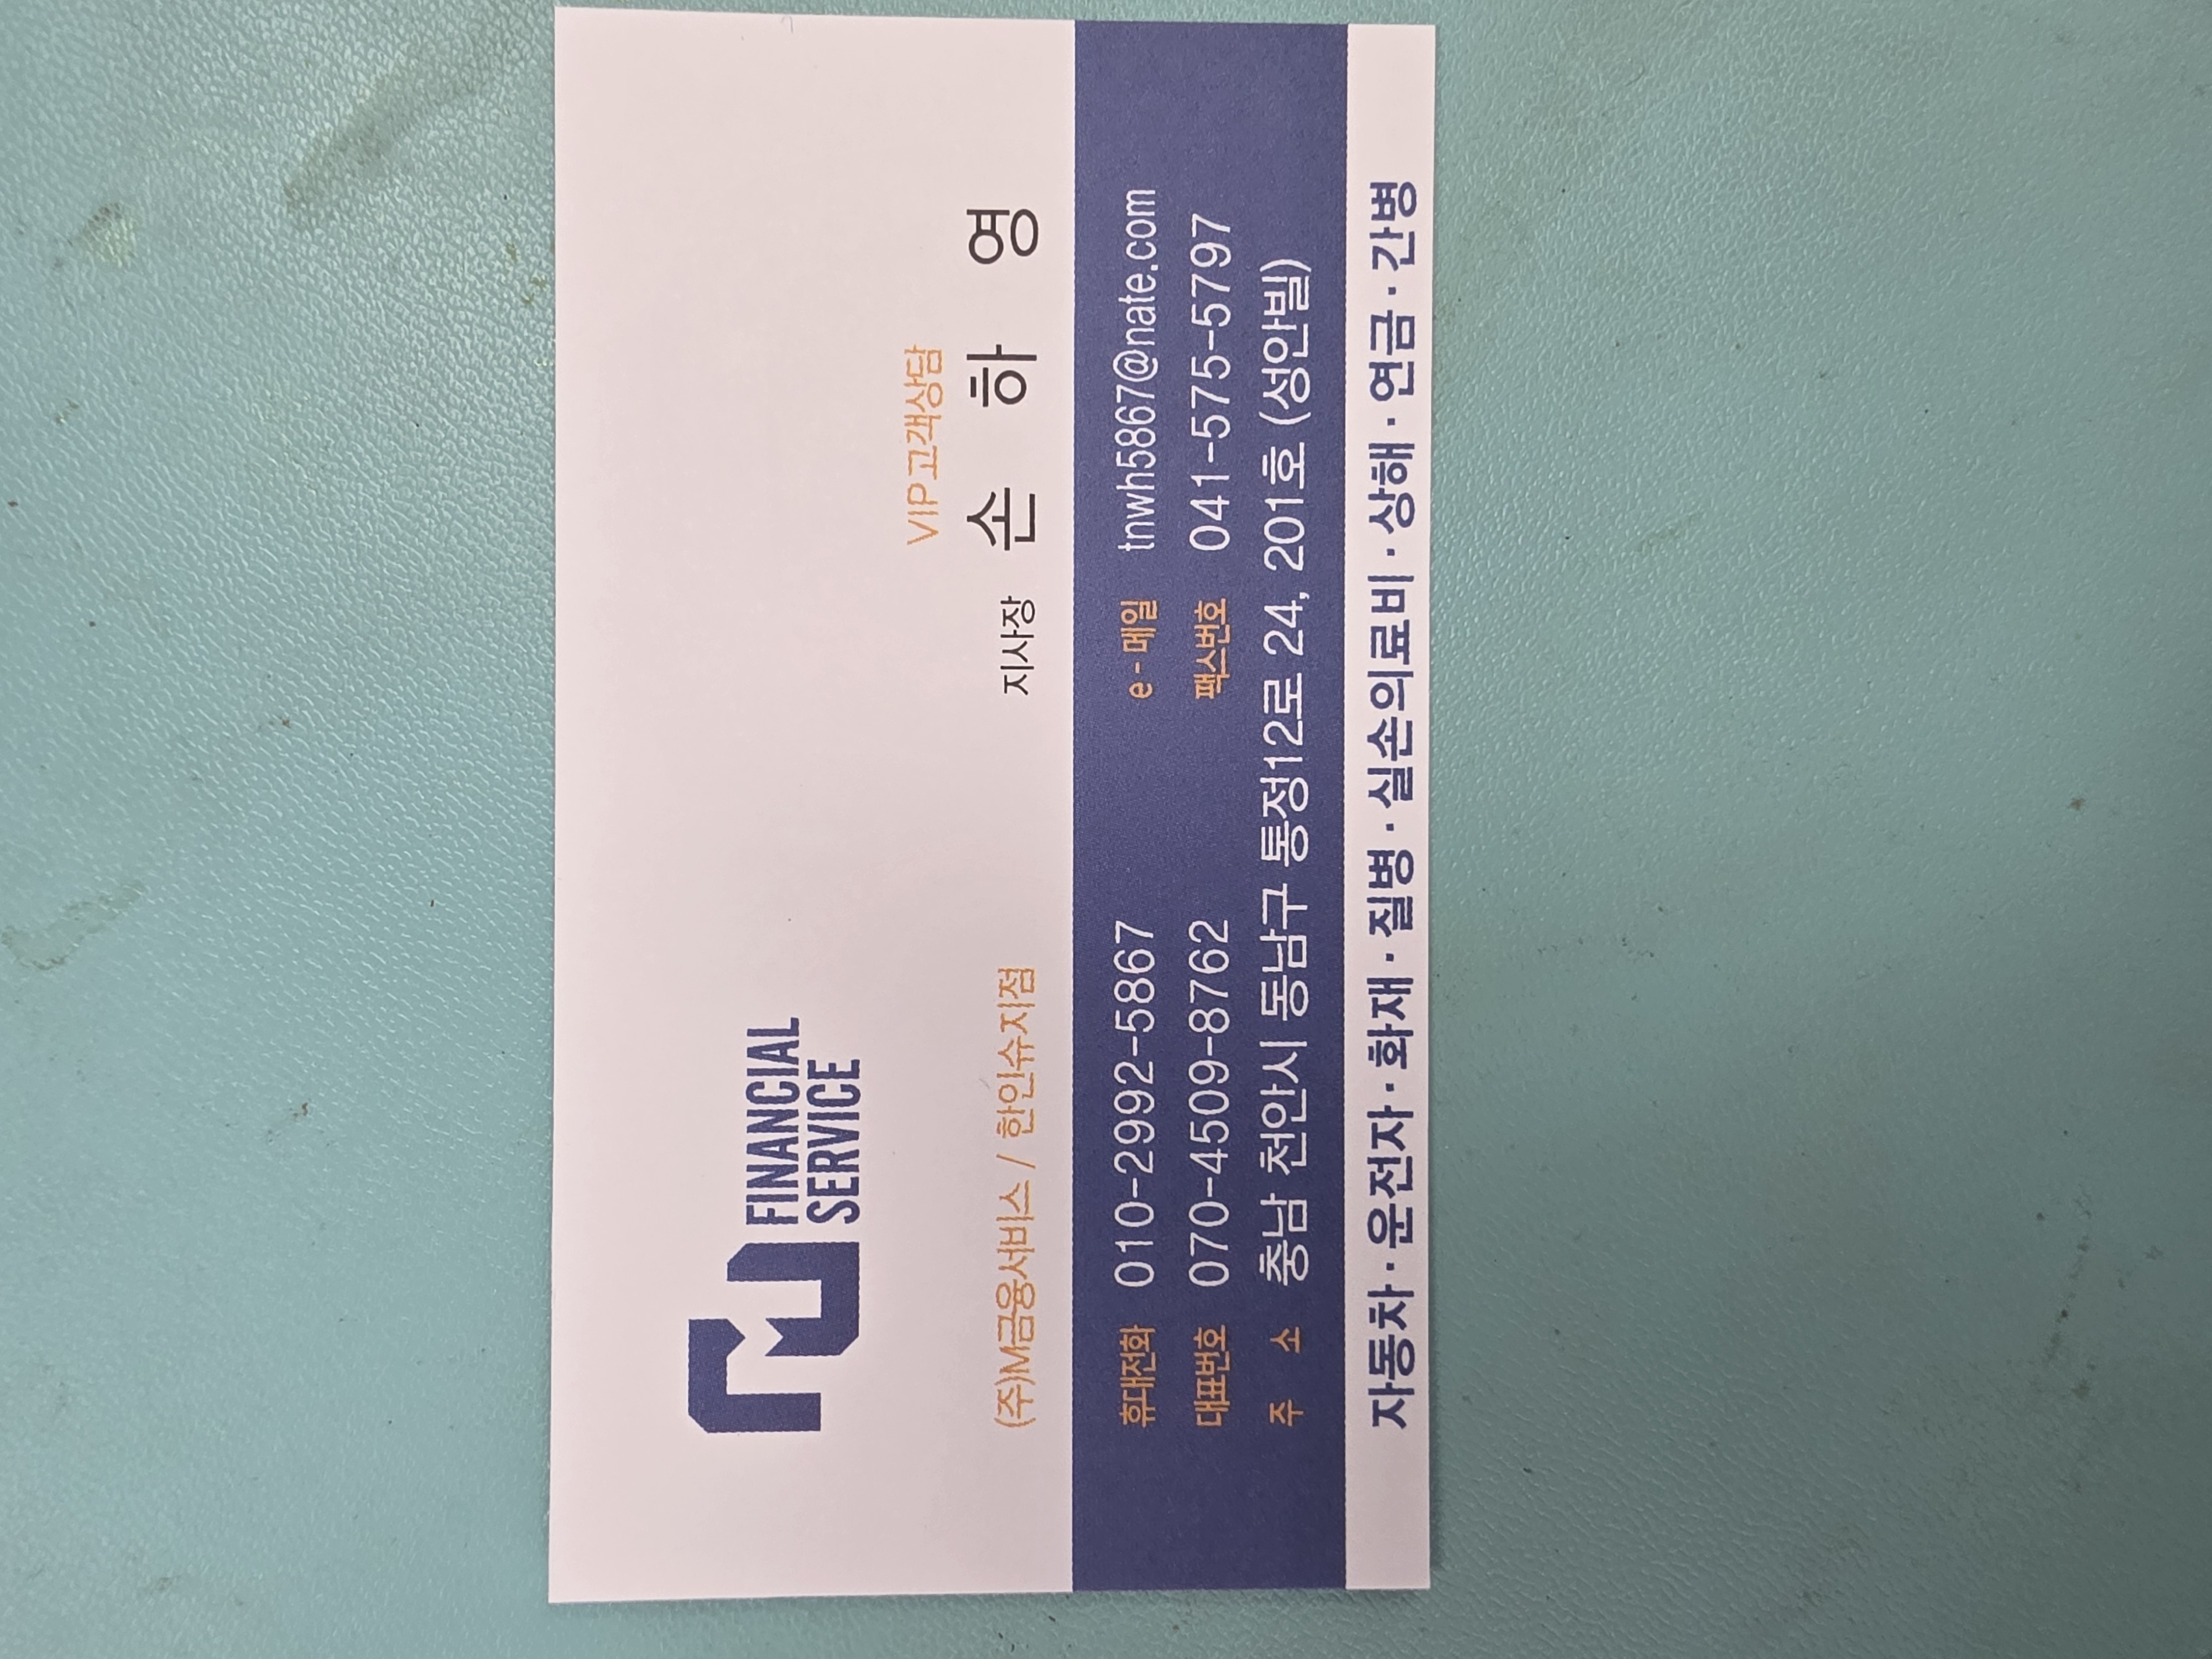 FINANCIAL
SERVICE
VIP고객상담
(주)M금융서비스 / 한인슈지점 지사장 손 하 영
휴대전화 010-2992-5867 e - 메일 tnwh5867@nate.com
대표번호 070-4509-8762 팩스번호 041-575-5797
주 소 충남 천안시 동남구 통정12로 24, 201호 (성안빌)
자동차 · 운전자 · 화재 · 질병 · 실손의료비 · 상해 · 연금 · 간병